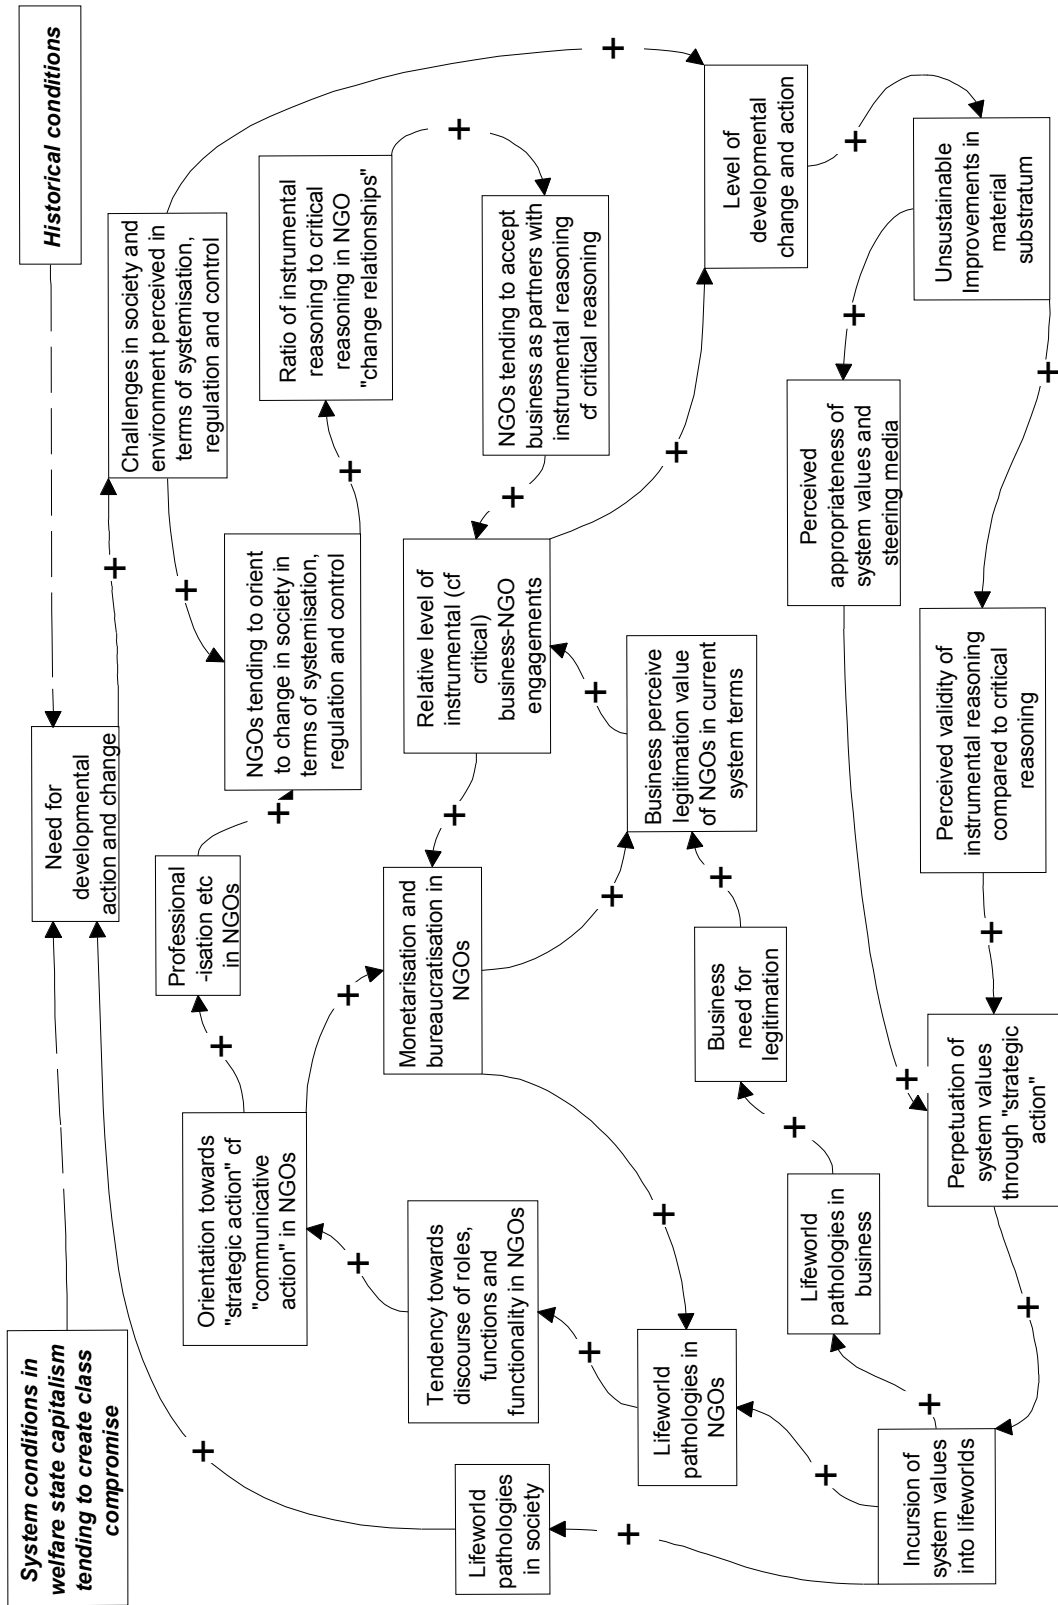 System conditions in
welfare state capitalism
tending to create class
compromise
Historical conditions
Need for
developmental
action and change
+
Challenges in society and
environment perceived in
terms of systemisation,
regulation and control
+
+
Professional
-isation etc
in NGOs
+
+
NGOs tending to orient
to change in society in
terms of systemisation,
regulation and control
+
Ratio of instrumental
reasoning to critical
reasoning in NGO
"change relationships"
+
Orientation towards
"strategic action" cf
"communicative
action" in NGOs
+
Monetarisation and
bureaucratisation in
NGOs
+
+
+
Relative level of
instrumental (cf
critical)
business-NGO
engagements
+
+
NGOs tending to accept
business as partners with
instrumental reasoning
cf critical reasoning
+
Lifeworld
pathologies
in society
+
+
Tendency towards
discourse of roles,
functions and
functionality in NGOs
+
+
Business perceive
legitimation value
of NGOs in current
system terms
+
Level of
developmental
change and action
+
Lifeworld
pathologies in
NGOs
+
Business
need for
legitimation
+
Lifeworld
pathologies in
business
+
Perceived
appropriateness of
system values and
steering media
+
+
Unsustainable
Improvements in
material
substratum
+
Incursion of
system values
into lifeworlds
+
Perpetuation of
system values
through "strategic
action"
+
Perceived validity of
instrumental reasoning
compared to critical
reasoning